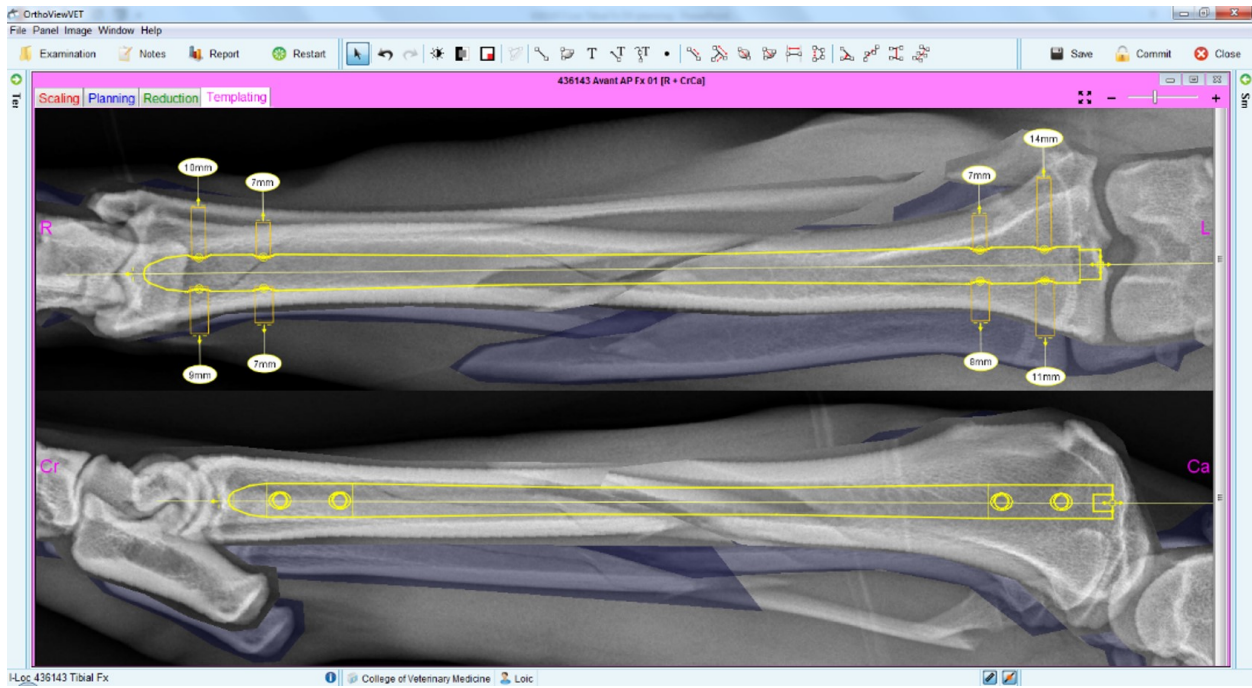 OrthoViewVET
File Panel Image Window Help
Examination Notes Report Restart Save Commit Close
436143 Avant AP Fx 01 [R + CrCa]
Scaling Planning Reduction Templating
14mm
10mm
7mm 7mm
R L
9mm 7mm 8mm 11mm
Cr Ca
I-Loc 436143 Tibial Fx College of Veterinary Medicine Loic